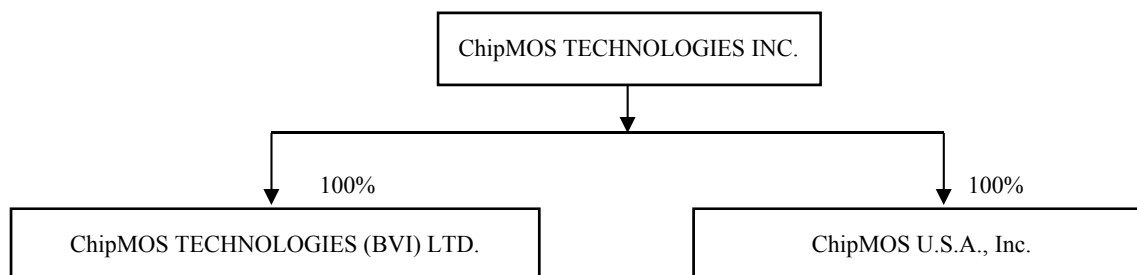 ChipMOS TECHNOLOGIES INC.
100%
100%
ChipMOS TECHNOLOGIES (BVI) LTD.
ChipMOS U.S.A., Inc.